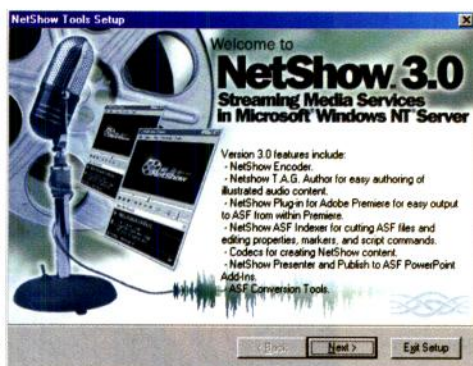 NetShow Tools Setup
Welcome to
NetShow. 3.0
Streaming Media Services
in Microsoft® Windows NT® Server
Version 3.0 features include:
- NetShow Encoder.
- Netshow T.A.G. Author for easy authoring of
illustrated audio content.
- NetShow Plug-in for Adobe Premiere for easy output
to ASF from within Premiere.
- NetShow ASF Indexer for cutting ASF files and
editing properties, markers, and script commands.
- Codecs for creating NetShow content.
- NetShow Presenter and Publish to ASF PowerPoint
Add-Ins.
- ASF Conversion Tools.
< Back
Next >
Exit Setup